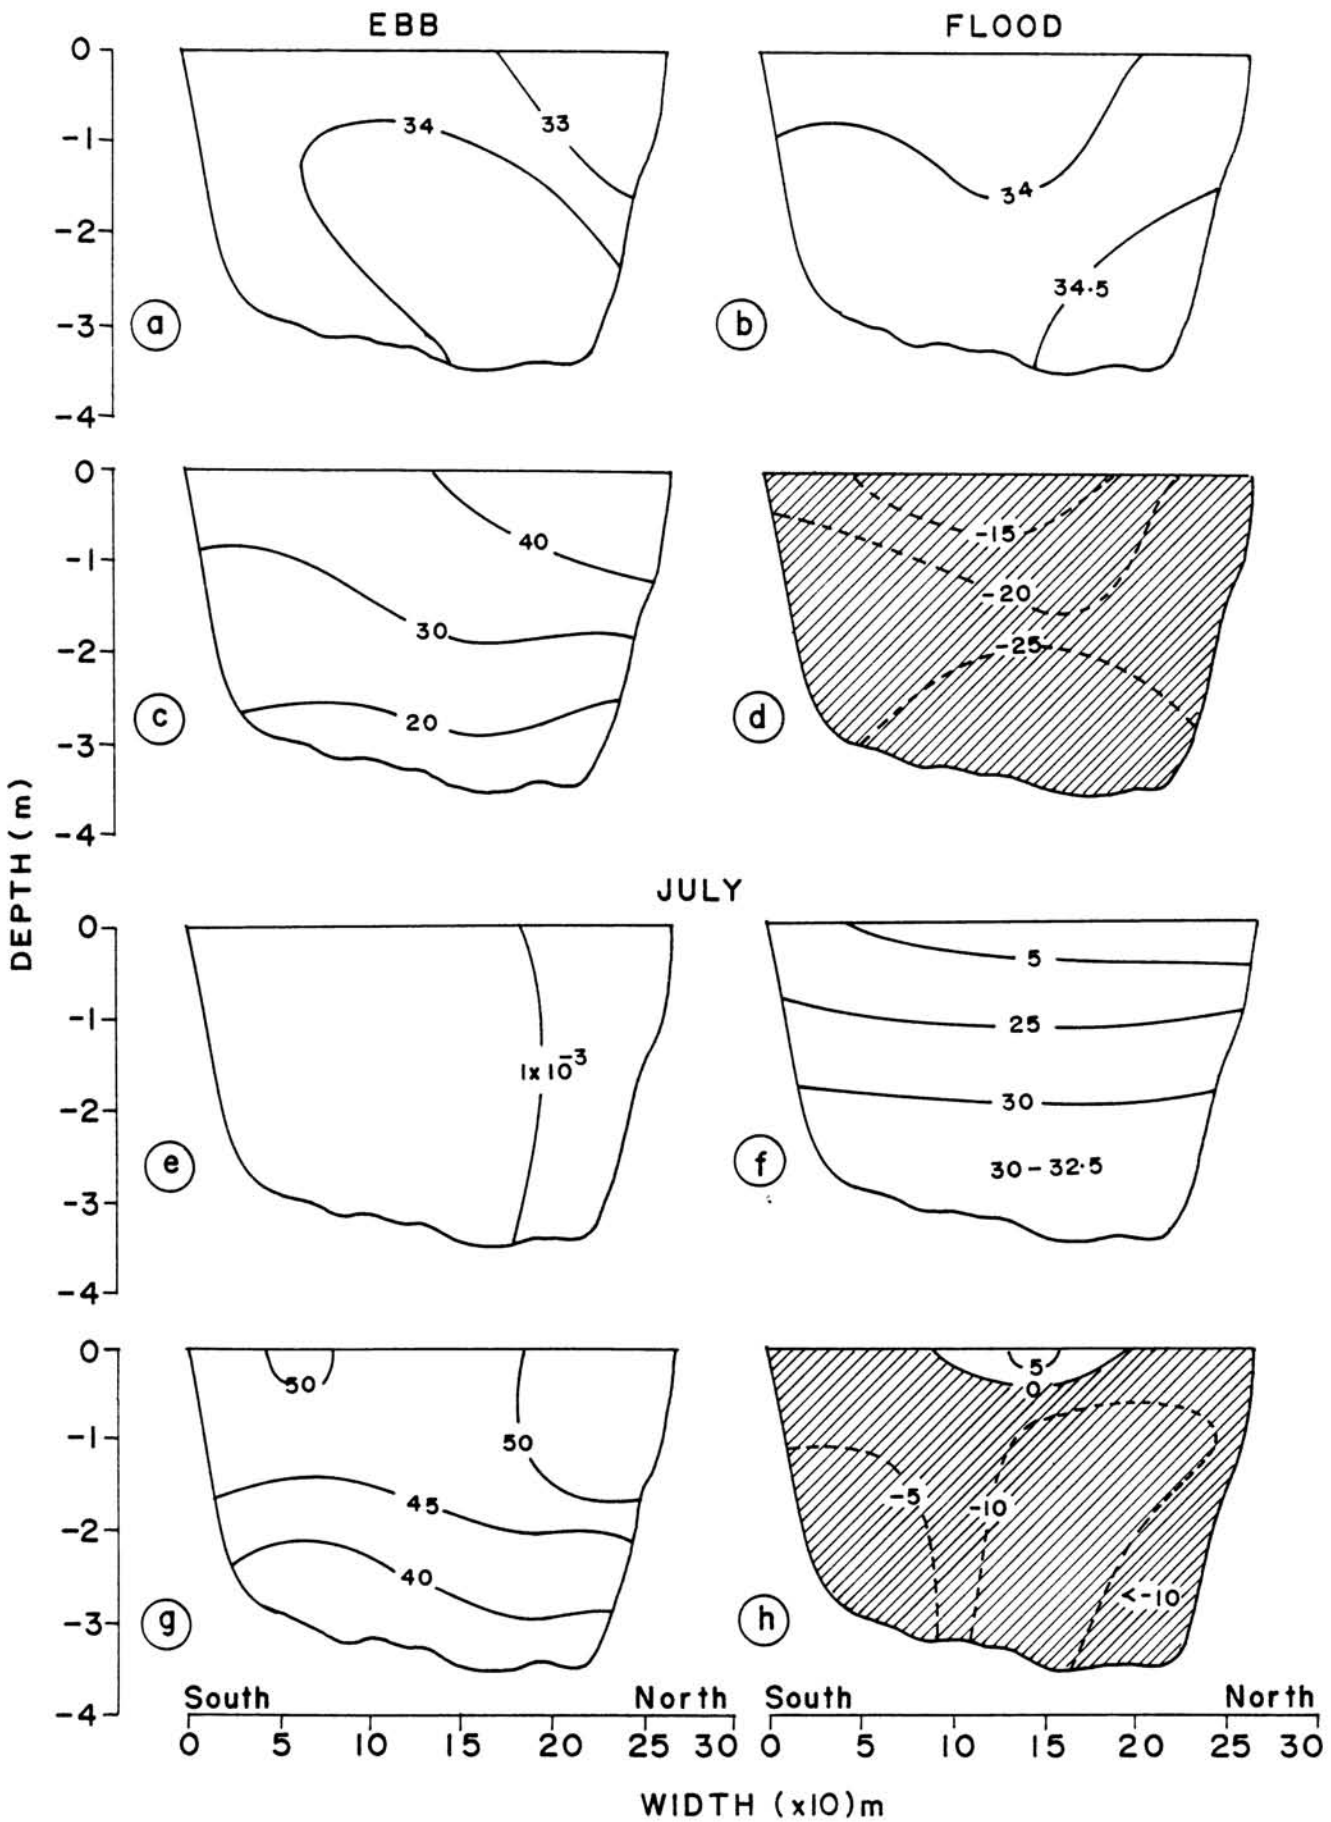 EBB
FLOOD
0
-1
-2
-3
-4
34
33
a
34
34.5
b
0
-1
-2
-3
-4
40
30
20
c
-15
-20
-25
d
DEPTH (m)
JULY
0
-1
-2
-3
-4
1x10⁻³
e
5
25
30
30-32.5
f
0
-1
-2
-3
-4
50
50
45
40
g
5
0
-5
-10
<-10
h
South North South North
0 5 10 15 20 25 30 0 5 10 15 20 25 30
WIDTH (x10)m